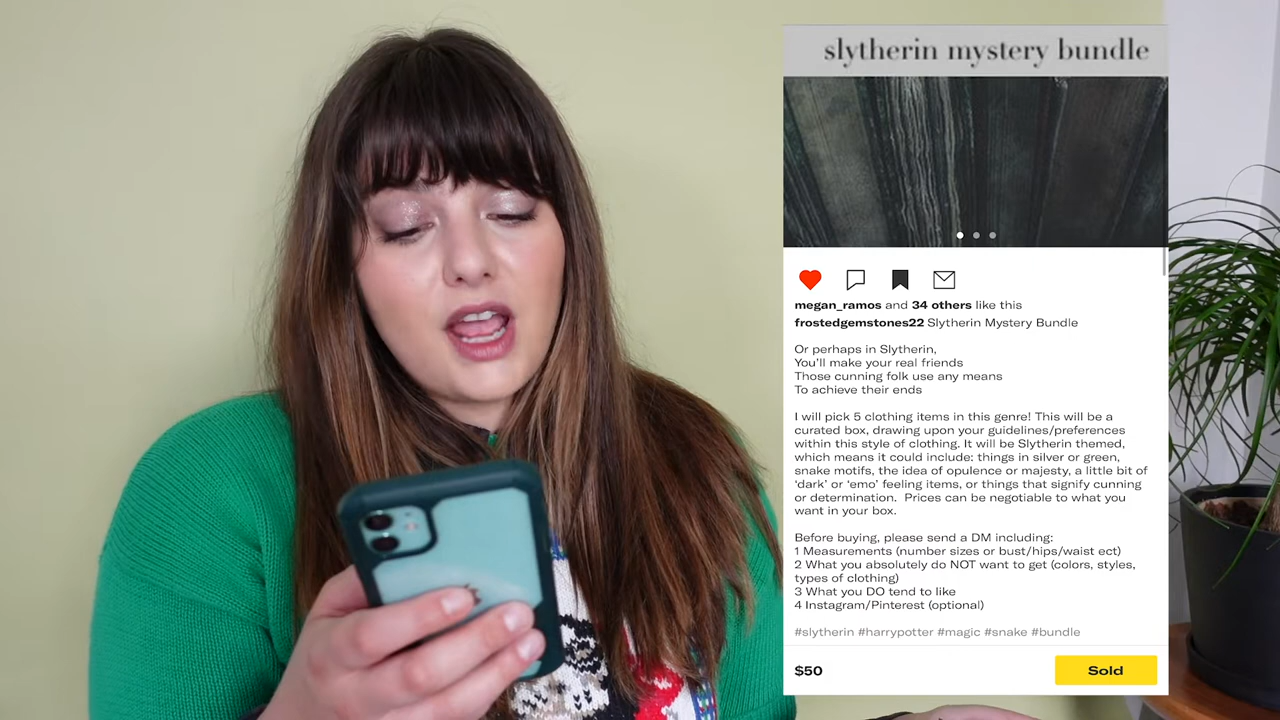 slytherin mystery bundle
megan_ramos and 34 others like this
frostedgemstones22 Slytherin Mystery Bundle
Or perhaps in Slytherin,
You'll make your real friends
Those cunning folk use any means
To achieve their ends
I will pick 5 clothing items in this genre! This will be a
curated box, drawing upon your guidelines/preferences
within this style of clothing. It will be Slytherin themed,
which means it could include: things in silver or green,
snake motifs, the idea of opulence or majesty, a little bit of
'dark' or 'emo' feeling items, or things that signify cunning
or determination.  Prices can be negotiable to what you
want in your box.
Before buying, please send a DM including:
1 Measurements (number sizes or bust/hips/waist ect)
2 What you absolutely do NOT want to get (colors, styles,
types of clothing)
3 What you DO tend to like
4 Instagram/Pinterest (optional)
#slytherin #harrypotter #magic #snake #bundle
$50 Sold